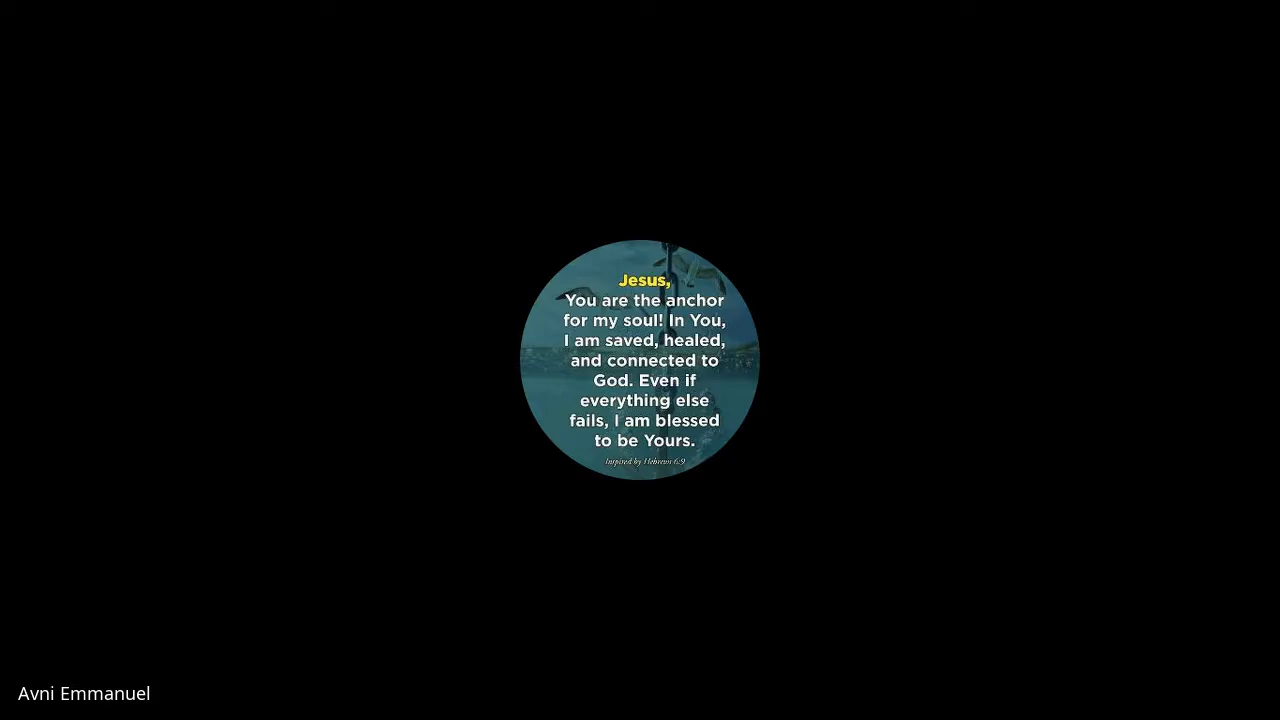 Jesus,
You are the anchor
for my soul! In You,
I am saved, healed,
and connected to
God. Even if
everything else
fails, I am blessed
to be Yours.
Inspired by Hebrews 6:9
Avni Emmanuel